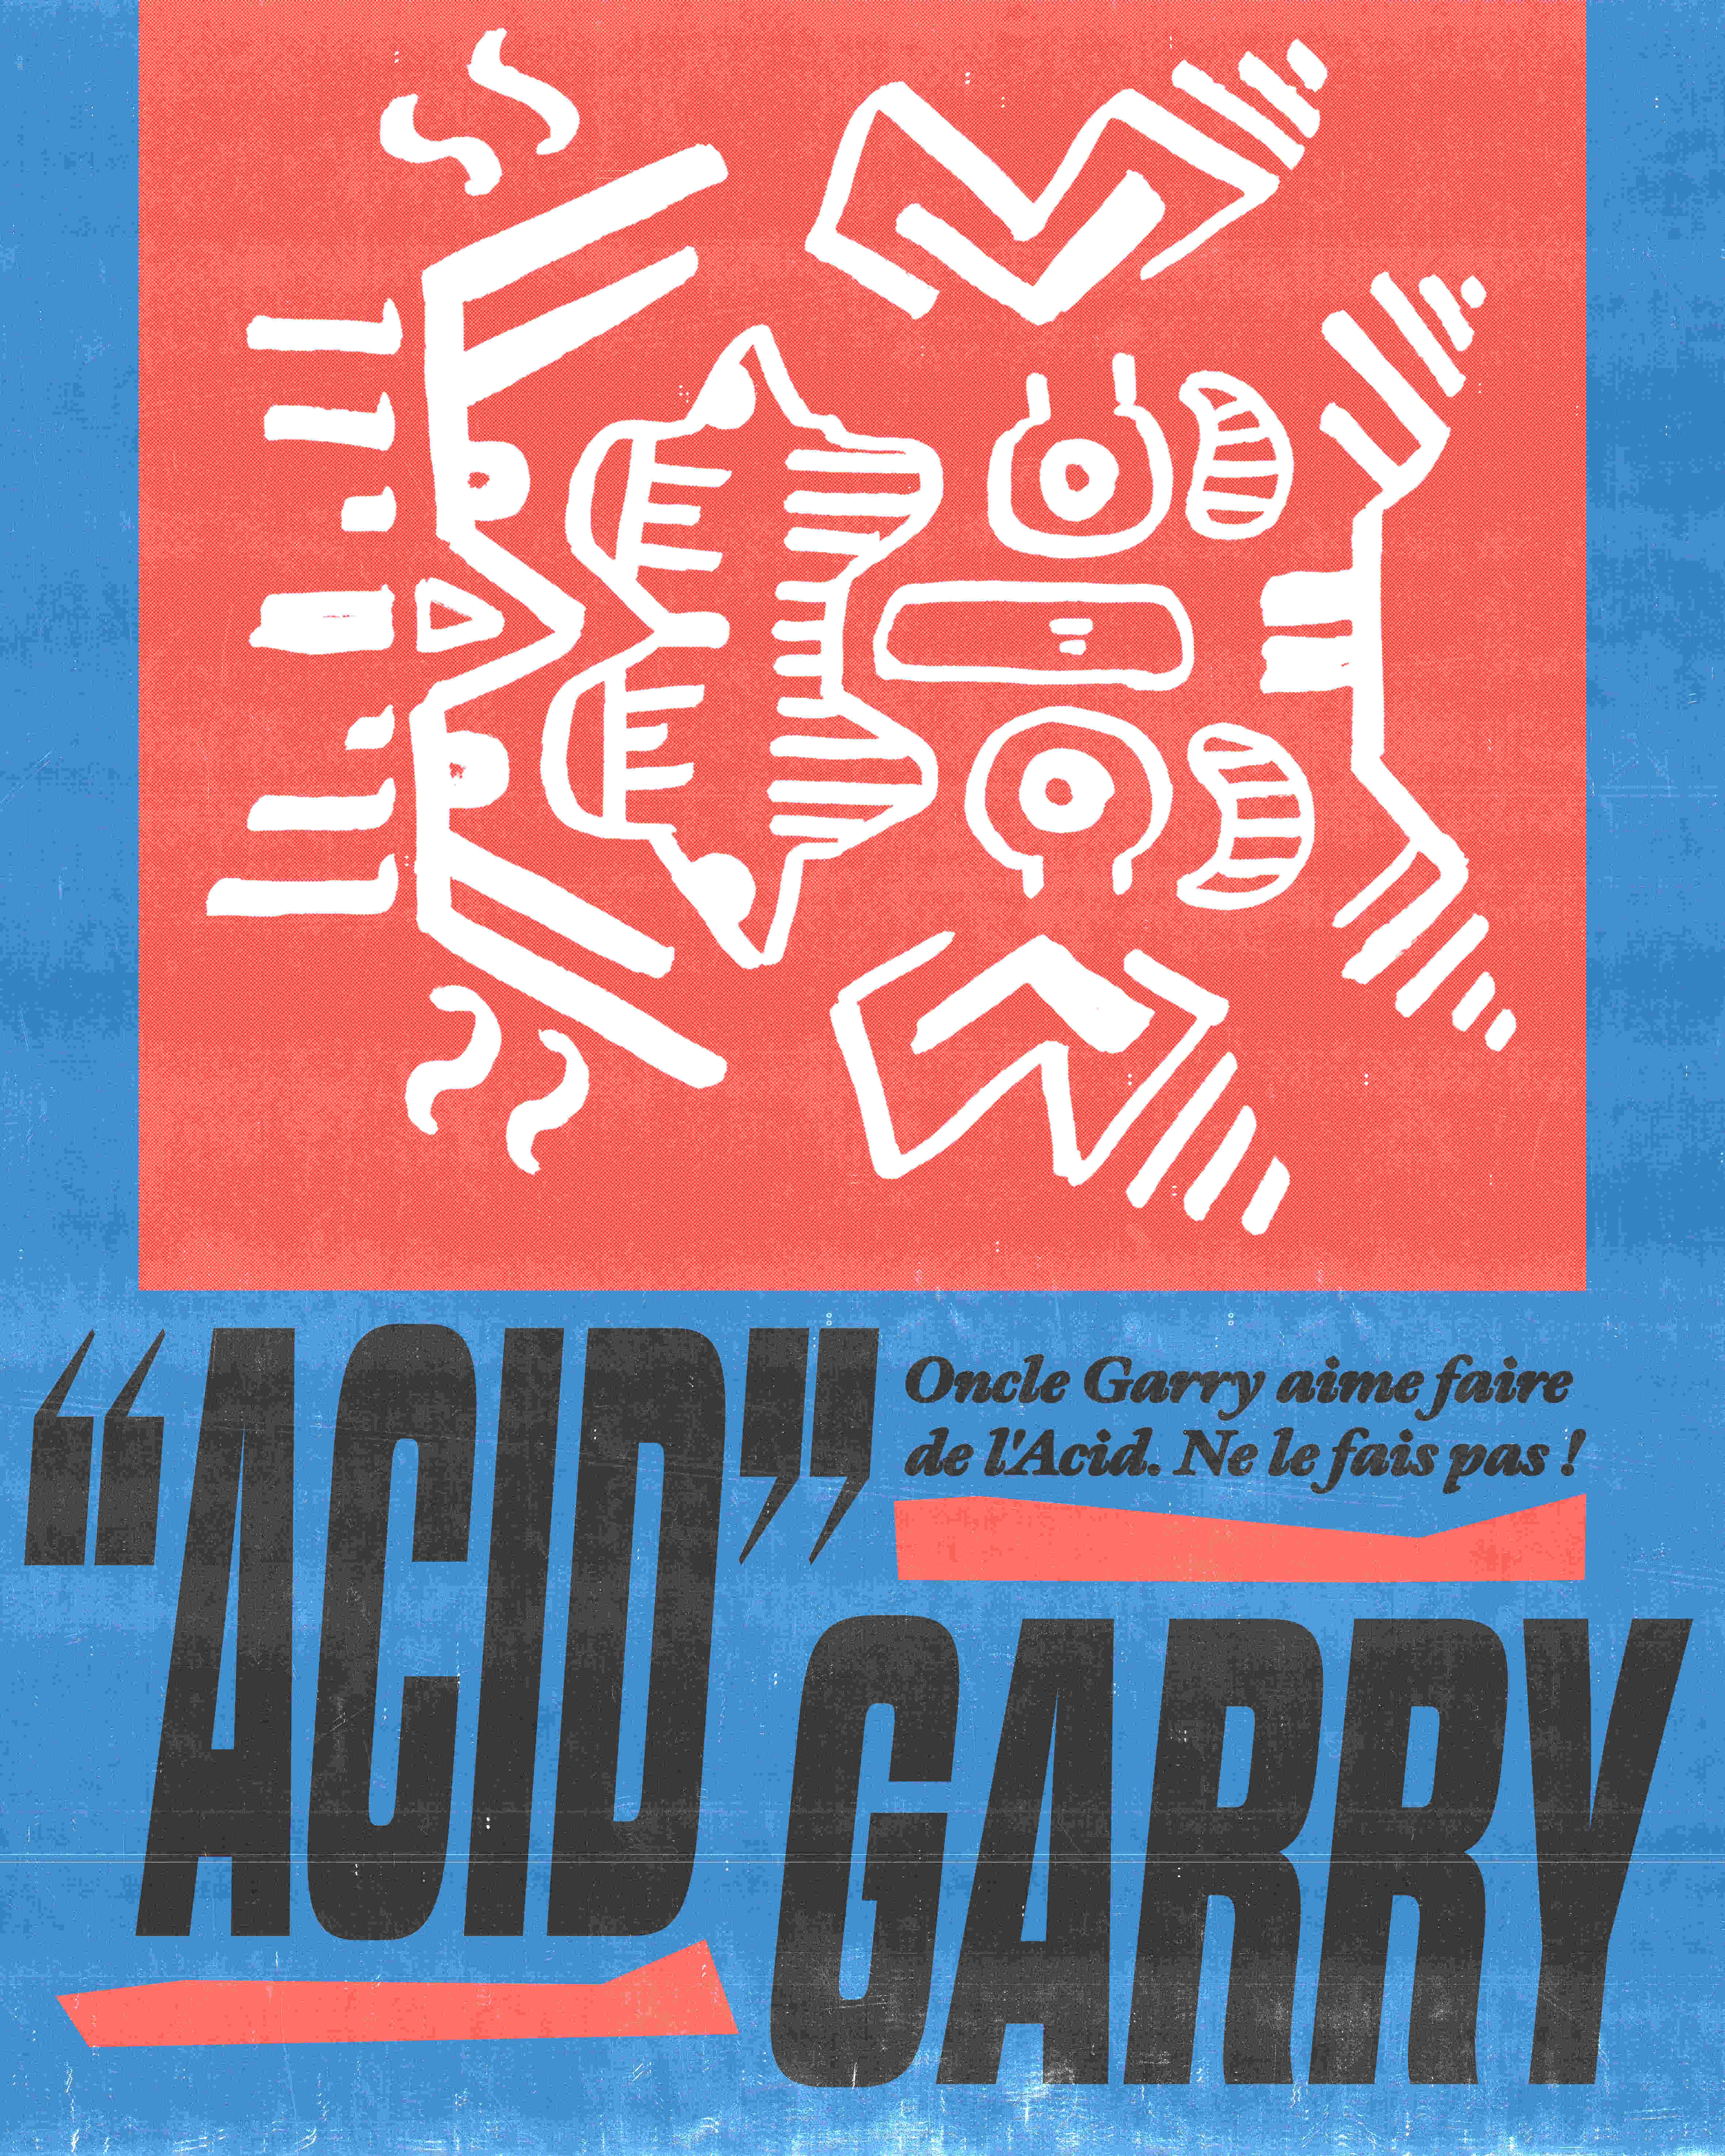 “ACID”
Oncle Garry aime faire
de l'Acid. Ne le fais pas !
GARRY